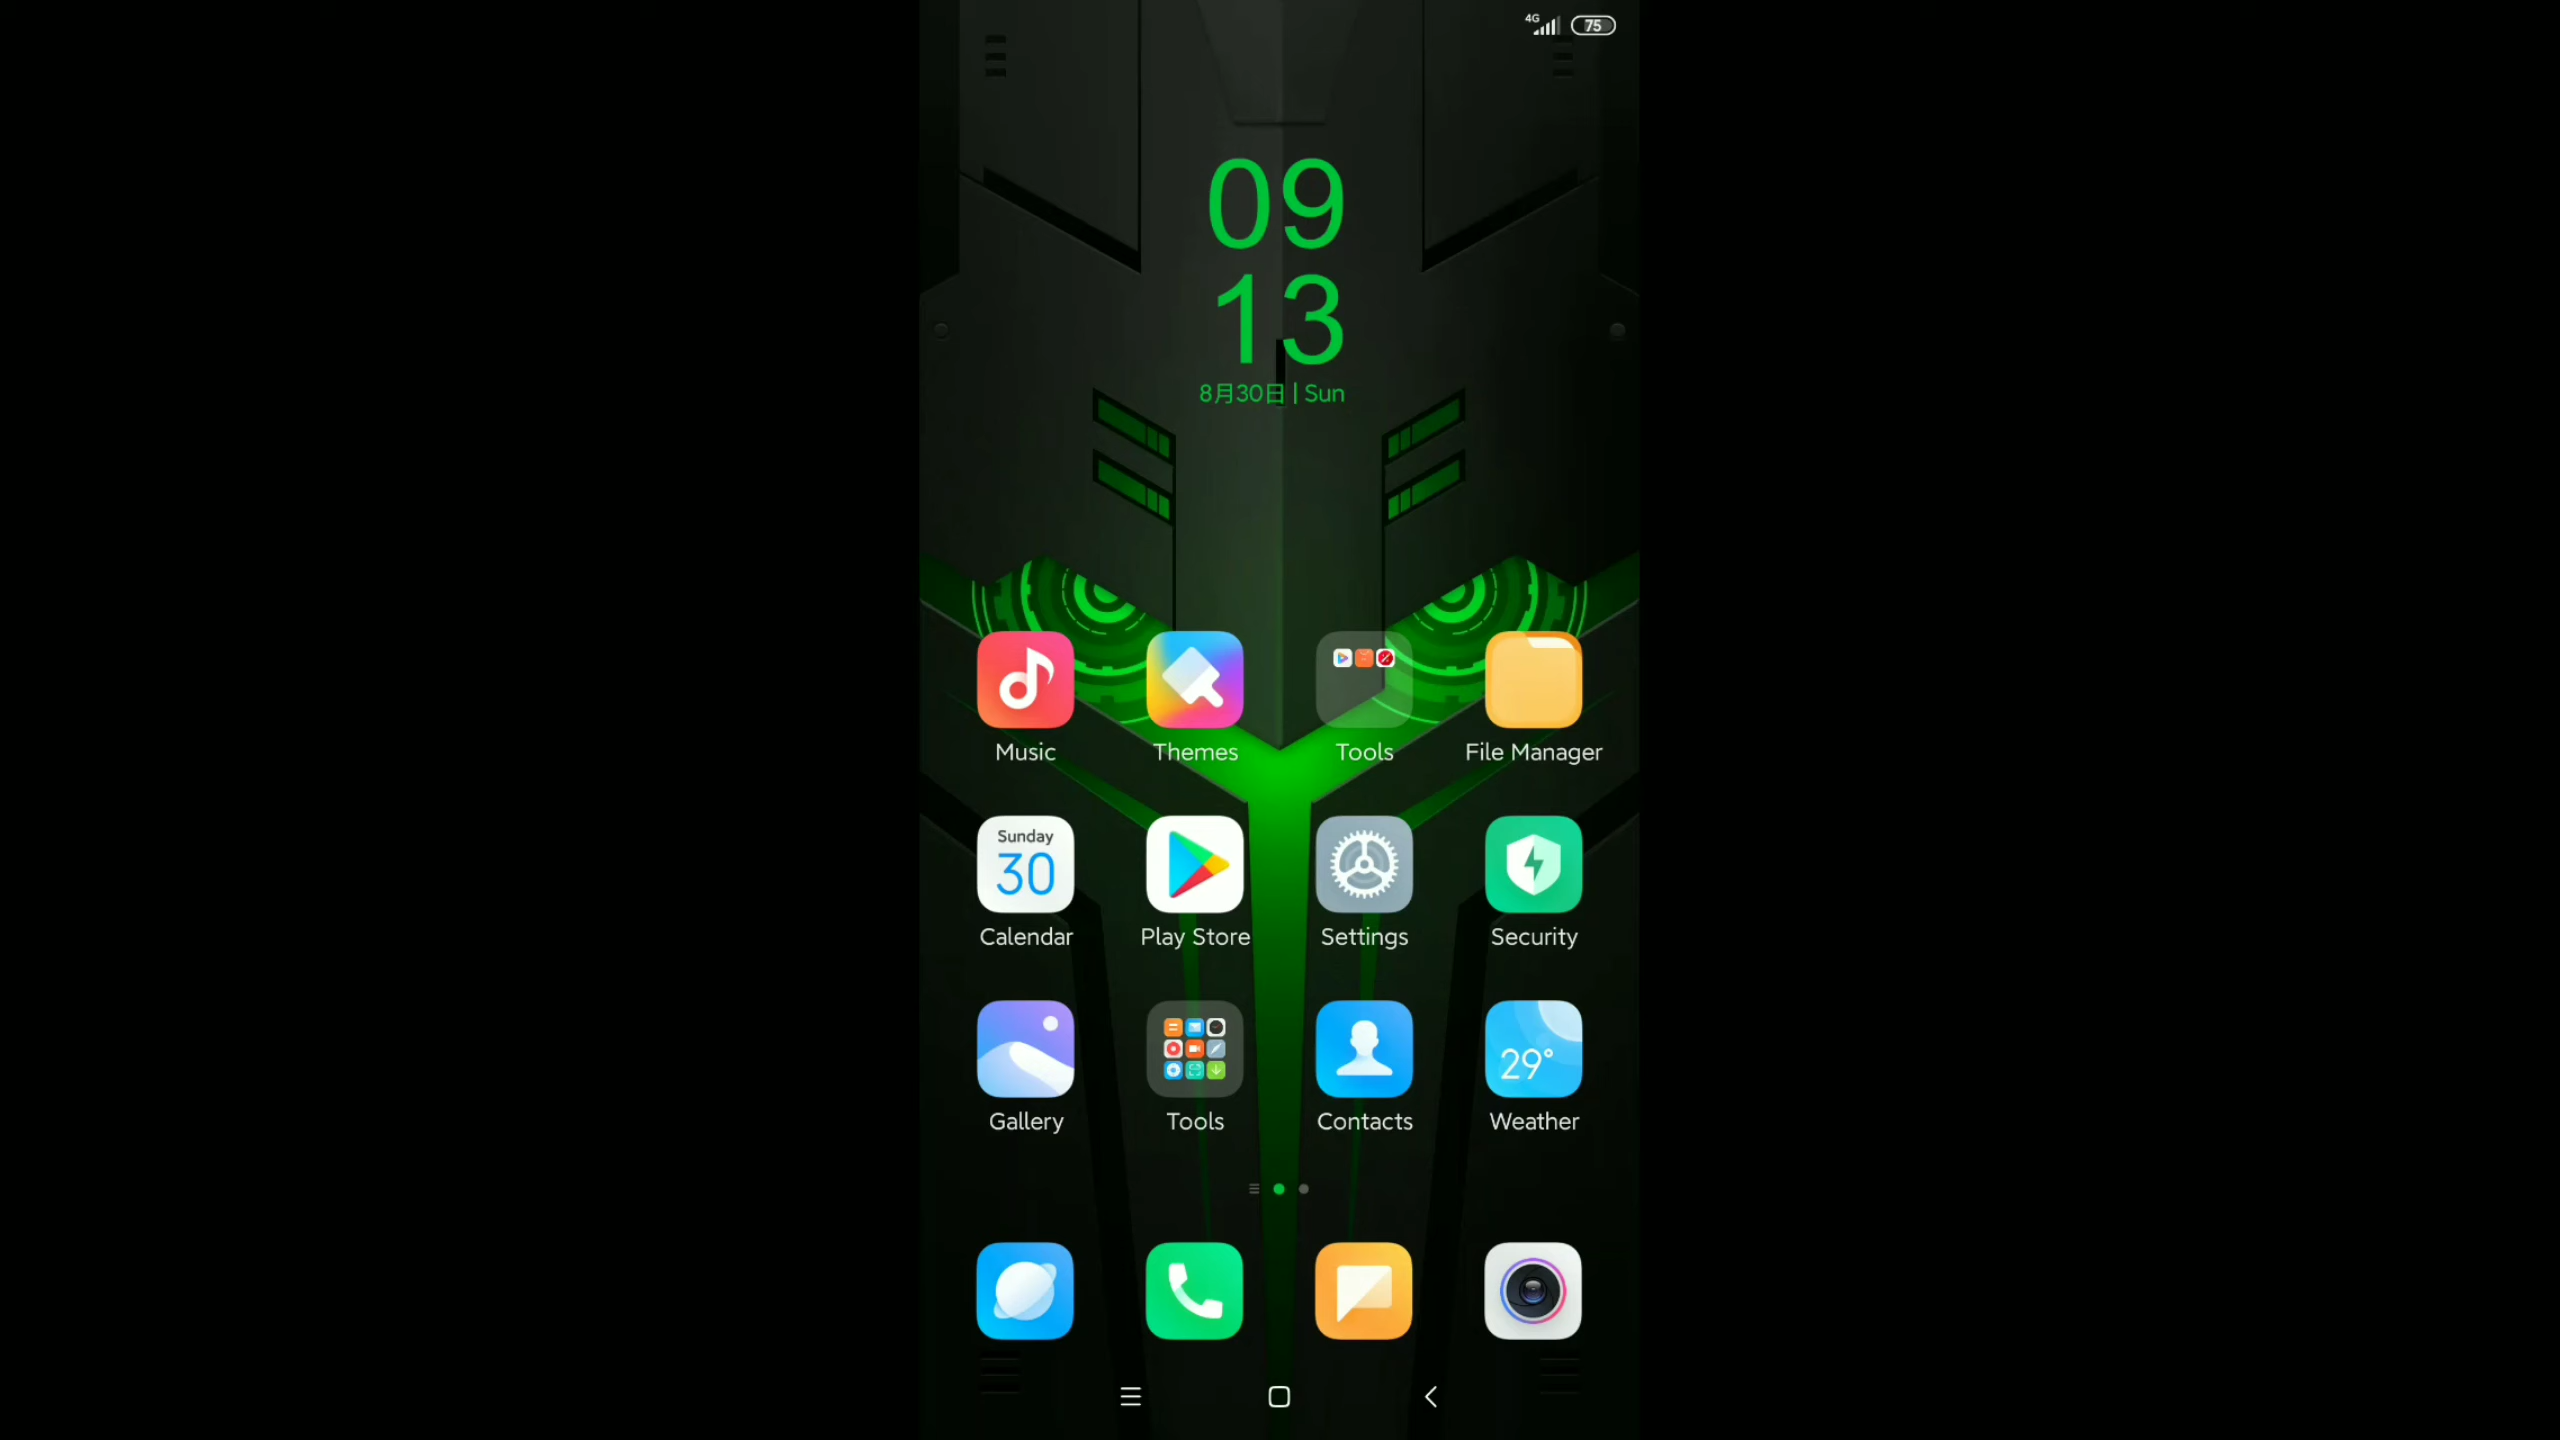 4G 75
09
13
8月30日 | Sun
Music Themes Tools File Manager
Sunday
30
Calendar Play Store Settings Security
29°
Gallery Tools Contacts Weather